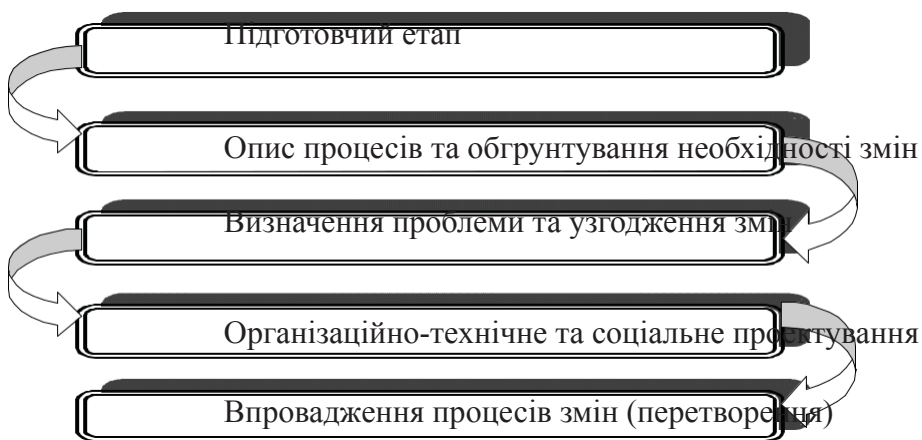 Підготовчий етап
Опис процесів та обгрунтування необхідності змін
Визначення проблеми та узгодження змін
Організаційно-технічне та соціальне проектування
Впровадження процесів змін (перетворення)